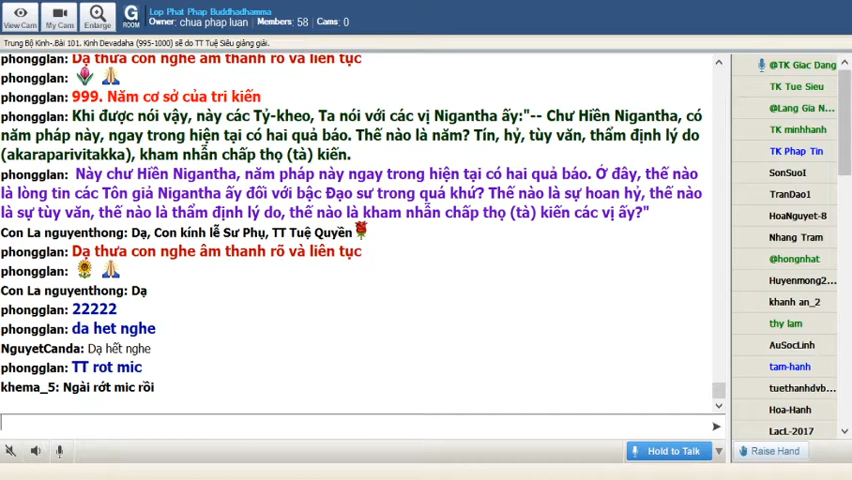 Lop Phat Phap Buddhadhamma
Owner: chua phap luan Members: 58 Cams: 0
View Cam
My Cam
Enlarge
G
ROOM
Trung Bộ Kinh-.Bài 101. Kinh Devadaha (995-1000) sẽ do TT Tuệ Siêu giảng giải.
phongglan: Dạ thưa con nghe âm thanh rõ và liên tục
phongglan:
phongglan: 999. Năm cơ sở của tri kiến
phongglan: Khi được nói vậy, này các Tỷ-kheo, Ta nói với các vị Nigantha ấy:"-- Chư Hiền Nigantha, có
năm pháp này, ngay trong hiện tại có hai quả báo. Thế nào là năm? Tín, hỷ, tùy văn, thẩm định lý do
(akaraparivitakka), kham nhẫn chấp thọ (tà) kiến.
phongglan: Này chư Hiền Nigantha, năm pháp này ngay trong hiện tại có hai quả báo. Ở đây, thế nào
là lòng tin các Tôn giả Nigantha ấy đối với bậc Đạo sư trong quá khứ? Thế nào là sự hoan hỷ, thế nào
là sự tùy văn, thế nào là thẩm định lý do, thế nào là kham nhẫn chấp thọ (tà) kiến các vị ấy?"
Con La nguyenthong: Dạ, Con kính lễ Sư Phụ, TT Tuệ Quyền
phongglan: Dạ thưa con nghe âm thanh rõ và liên tục
phongglan:
Con La nguyenthong: Dạ
phongglan: 22222
phongglan: da het nghe
NguyetCanda: Dạ hết nghe
phongglan: TT rot mic
khema_5: Ngài rớt mic rồi
Hold to Talk
@TK Giac Dang
TK Tue Sieu
@Lang Gia N...
TK minhhanh
TK Phap Tin
SonSuoI
TranDao1
HoaNguyet-8
Nhang Tram
@hongnhat
Huyenmong2...
khanh an_2
thy lam
AuSocLinh
tam-hanh
tuethanhdvb...
Hoa-Hanh
LacL-2017
Raise Hand